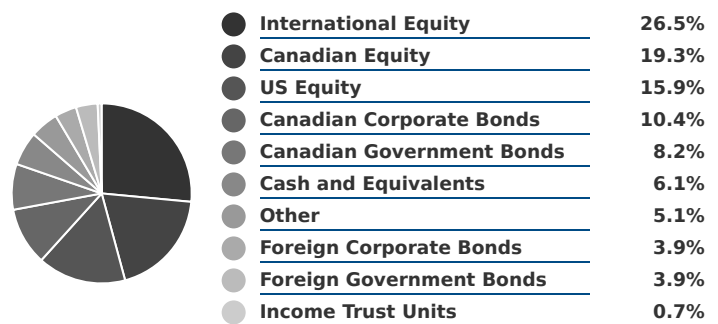 International Equity 26.5%
Canadian Equity 19.3%
US Equity 15.9%
Canadian Corporate Bonds 10.4%
Canadian Government Bonds 8.2%
Cash and Equivalents 6.1%
Other 5.1%
Foreign Corporate Bonds 3.9%
Foreign Government Bonds 3.9%
Income Trust Units 0.7%